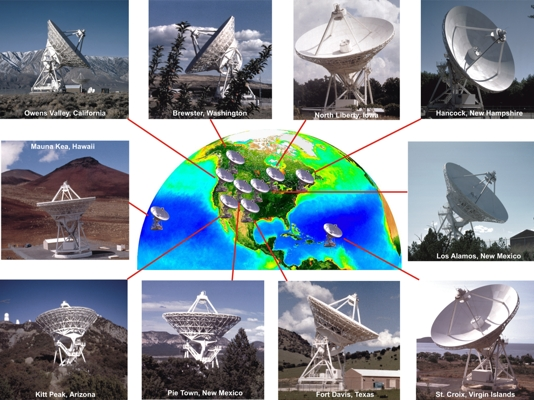 Owens Valley, California
Brewster, Washington
North Liberty, Iowa
Hancock, New Hampshire
Mauna Kea, Hawaii
Los Alamos, New Mexico
Kitt Peak, Arizona
Pie Town, New Mexico
Fort Davis, Texas
St. Croix, Virgin Islands